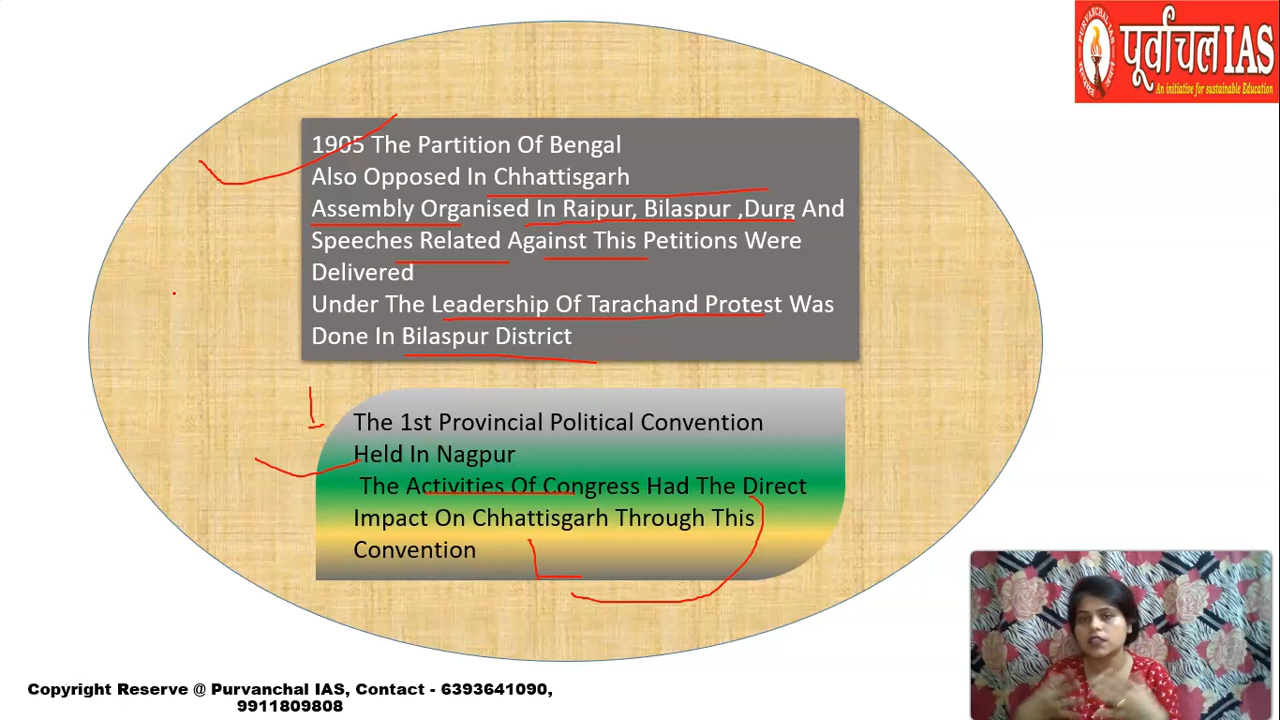 पूर्वांचल IAS
An initiative for sustainable Education
1905 The Partition Of Bengal
Also Opposed In Chhattisgarh
Assembly Organised In Raipur, Bilaspur ,Durg And
Speeches Related Against This Petitions Were
Delivered
Under The Leadership Of Tarachand Protest Was
Done In Bilaspur District
The 1st Provincial Political Convention
Held In Nagpur
The Activities Of Congress Had The Direct
Impact On Chhattisgarh Through This
Convention
Copyright Reserve @ Purvanchal IAS, Contact - 6393641090,
9911809808